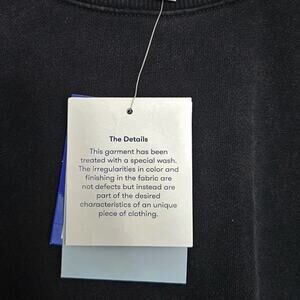 The Details
This garment has been
treated with a special wash.
The irregularities in color and
finishing in the fabric are
not defects but instead are
part of the desired
characteristics of an unique
piece of clothing.